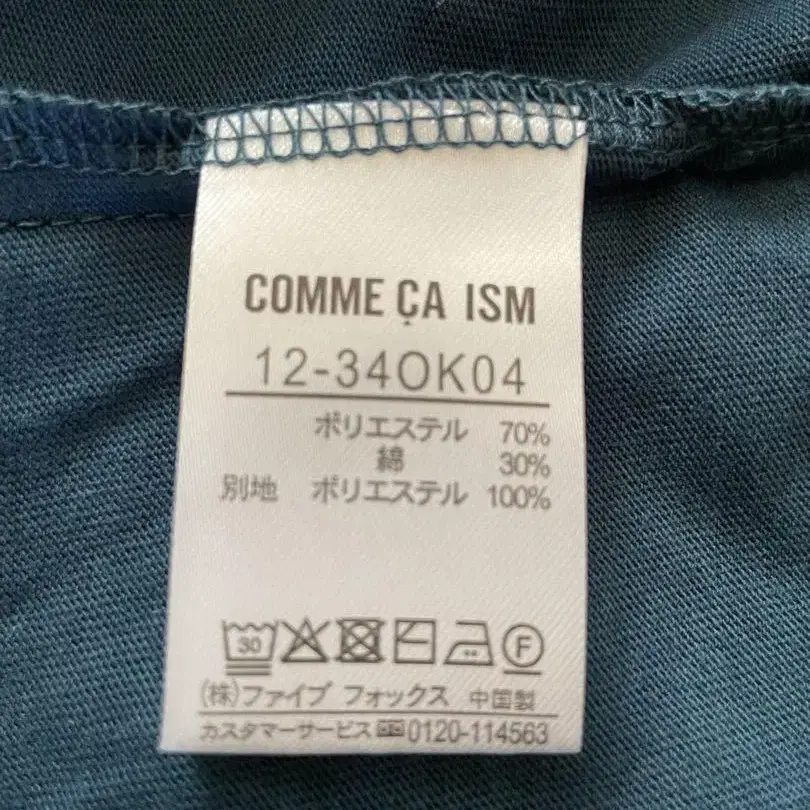 COMME ÇA ISM
12-34OK04
ポリエステル 70%
綿 30%
別地 ポリエステル 100%
30 F
(株)ファイブ フォックス 中国製
カスタマーサービス 0120-114563